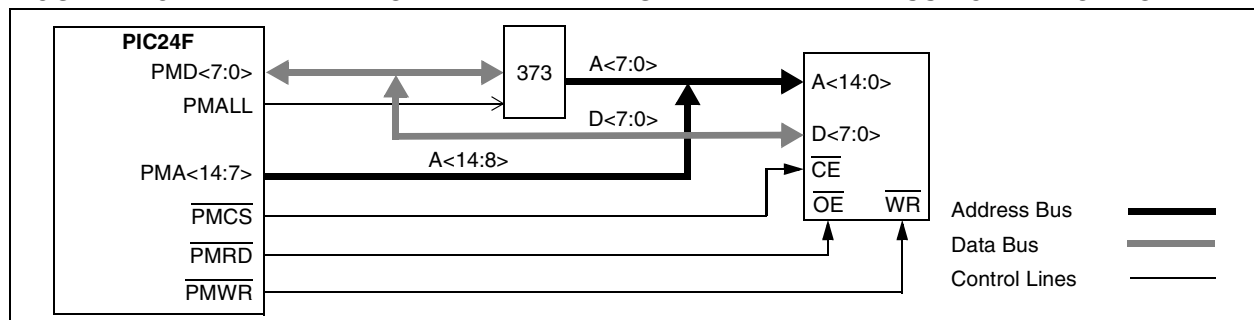 PIC24F
PMD<7:0>
373
A<7:0>
A<14:0>
PMALL
D<7:0>
D<7:0>
A<14:8>
PMA<14:7>
CE
PMCS
OE WR
Address Bus
PMRD
Data Bus
PMWR
Control Lines